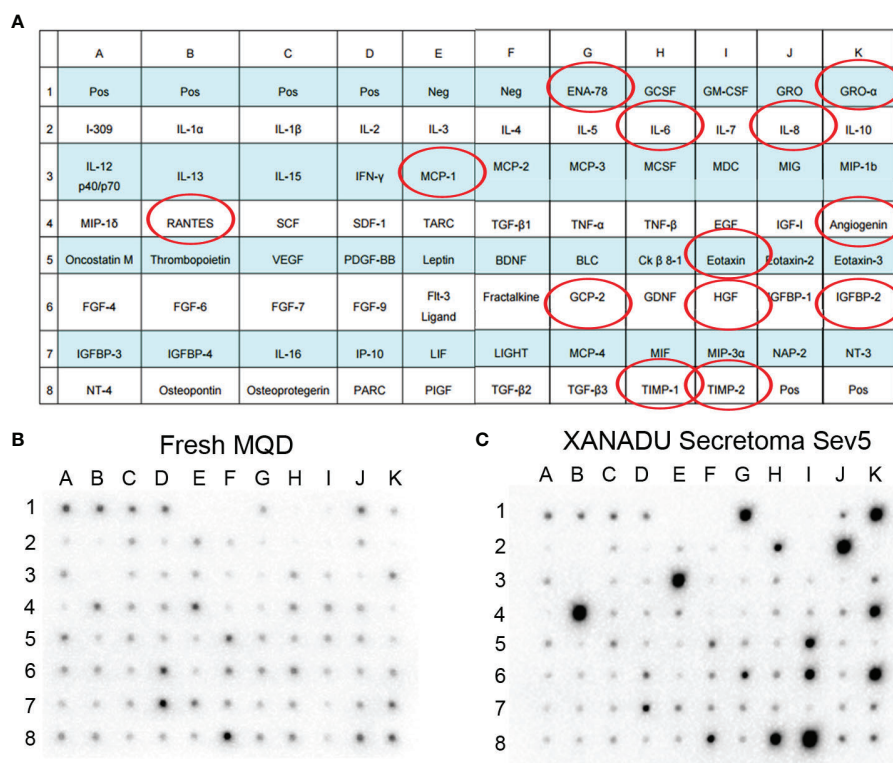 A
A B C D E F G H I J K
1 Pos Pos Pos Pos Neg Neg ENA-78 GCSF GM-CSF GRO GRO-α
2 I-309 IL-1α IL-1β IL-2 IL-3 IL-4 IL-5 IL-6 IL-7 IL-8 IL-10
3 IL-12 p40/p70 IL-13 IL-15 IFN-γ MCP-1 MCP-2 MCP-3 MCSF MDC MIG MIP-1b
4 MIP-1δ RANTES SCF SDF-1 TARC TGF-β1 TNF-α TNF-β EGF IGF-I Angiogenin
5 Oncostatin M Thrombopoietin VEGF PDGF-BB Leptin BDNF BLC Ck β 8-1 Eotaxin Eotaxin-2 Eotaxin-3
6 FGF-4 FGF-6 FGF-7 FGF-9 Flt-3 Ligand Fractalkine GCP-2 GDNF HGF IGFBP-1 IGFBP-2
7 IGFBP-3 IGFBP-4 IL-16 IP-10 LIF LIGHT MCP-4 MIF MIP-3α NAP-2 NT-3
8 NT-4 Osteopontin Osteoprotegerin PARC PIGF TGF-β2 TGF-β3 TIMP-1 TIMP-2 Pos Pos
B
Fresh MQD
A B C D E F G H I J K
1
2
3
4
5
6
7
8
C
XANADU Secretoma Sev5
A B C D E F G H I J K
1
2
3
4
5
6
7
8